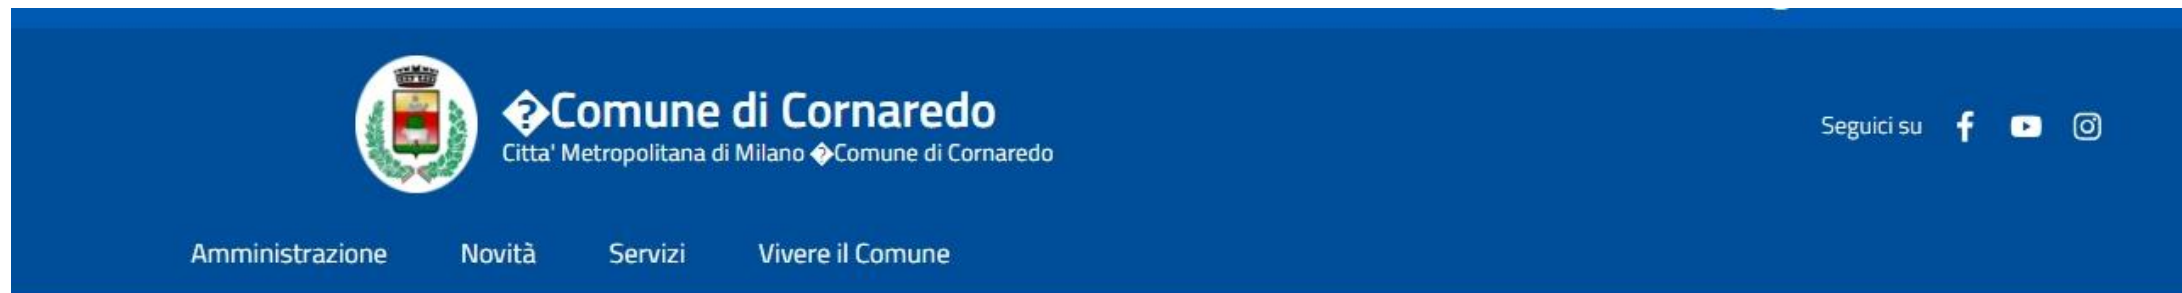 �Comune di Cornaredo
Citta' Metropolitana di Milano �Comune di Cornaredo
Seguici su
Amministrazione Novità Servizi Vivere il Comune